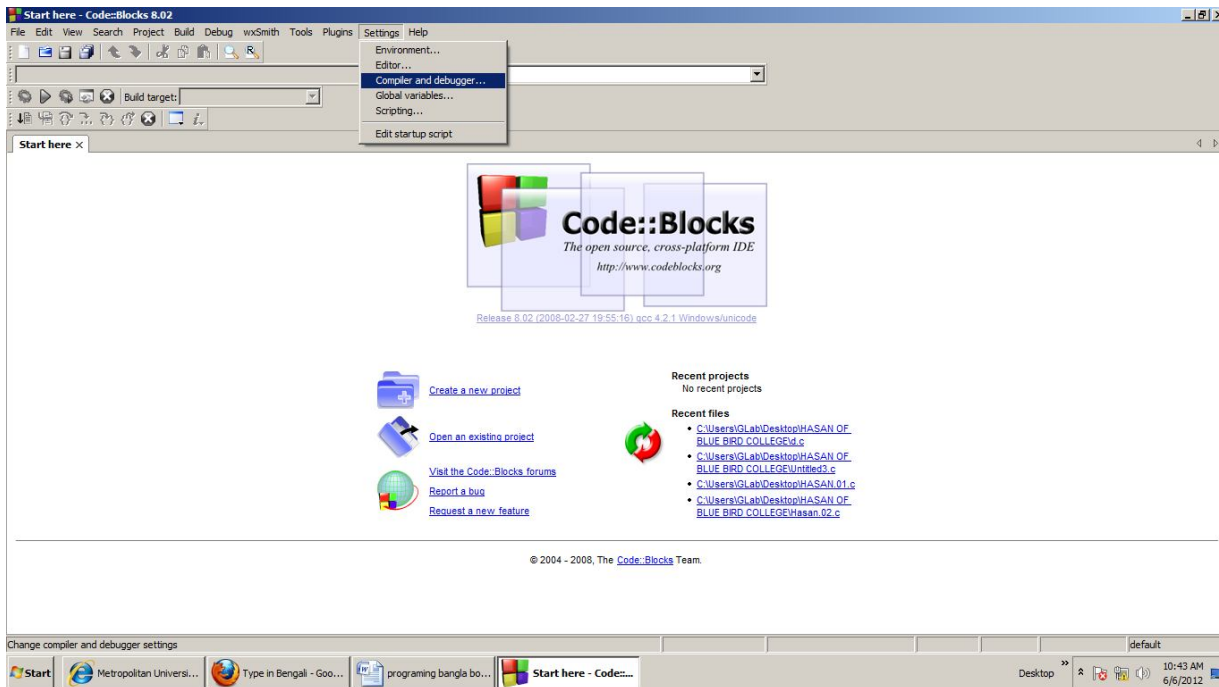 Start here - Code::Blocks 8.02
File Edit View Search Project Build Debug wxSmith Tools Plugins Settings Help
Environment...
Editor...
Compiler and debugger...
Global variables...
Scripting...
Edit startup script
Build target:
Start here
Code::Blocks
The open source, cross-platform IDE
http://www.codeblocks.org
Release 8.02 (2008-02-27 19:55:16) gcc 4.2.1 Windows/unicode
Create a new project
Open an existing project
Visit the Code::Blocks forums
Report a bug
Request a new feature
Recent projects
No recent projects
Recent files
• C:\Users\GLab\Desktop\HASAN OF
BLUE BIRD COLLEGE\d.c
• C:\Users\GLab\Desktop\HASAN OF
BLUE BIRD COLLEGE\Untitled3.c
• C:\Users\GLab\Desktop\HASAN.01.c
• C:\Users\GLab\Desktop\HASAN OF
BLUE BIRD COLLEGE\Hasan.02.c
© 2004 - 2008, The Code::Blocks Team.
Change compiler and debugger settings
default
Start
Metropolitan Universi...
Type in Bengali - Goo...
programing bangla bo...
Start here - Code::...
Desktop
10:43 AM
6/6/2012